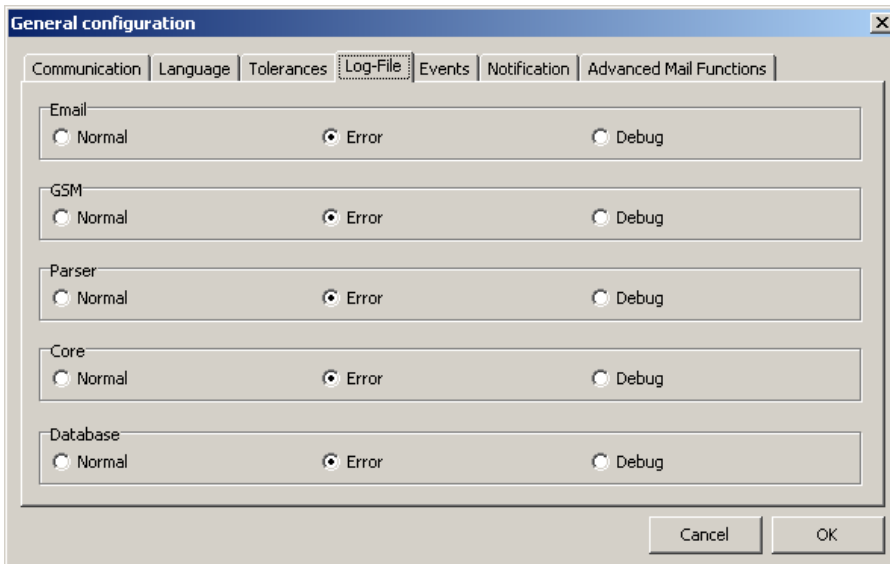 General configuration
Communication Language Tolerances Log-File Events Notification Advanced Mail Functions
Email
Normal Error Debug
GSM
Normal Error Debug
Parser
Normal Error Debug
Core
Normal Error Debug
Database
Normal Error Debug
Cancel OK